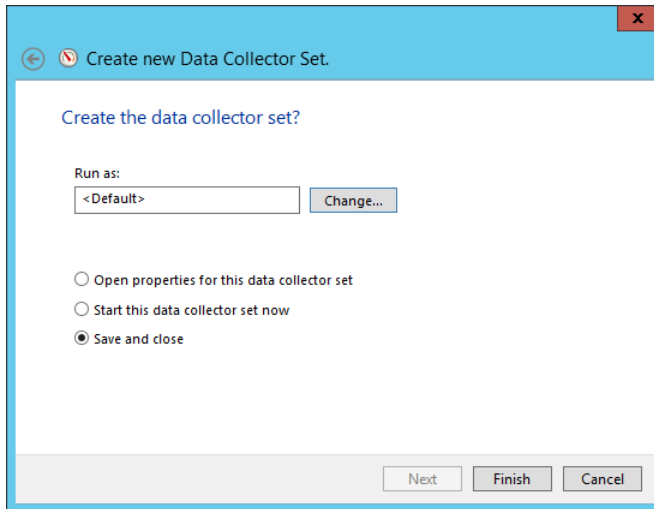 x
Create new Data Collector Set.
Create the data collector set?
Run as:
<Default>
Change...
Open properties for this data collector set
Start this data collector set now
Save and close
Next Finish Cancel